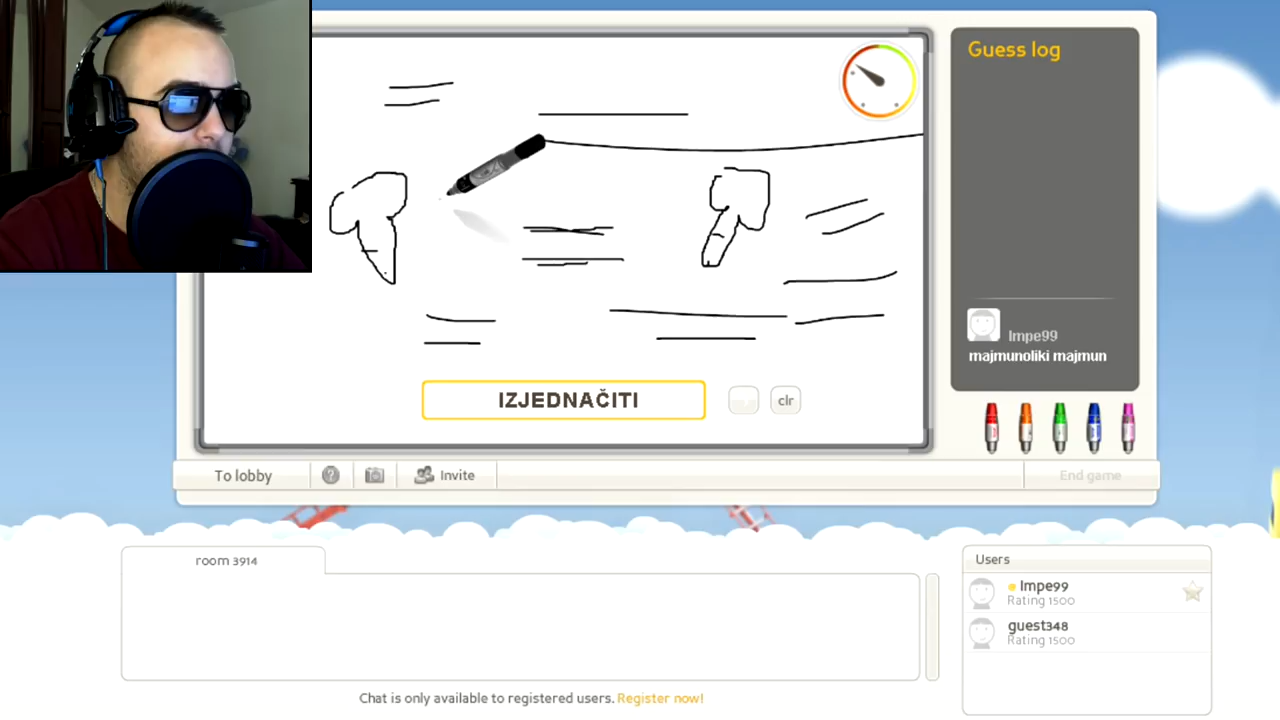 Guess log
Impe99
majmunoliki majmun
IZJEDNAČITI
clr
To lobby
Invite
End game
room 3914
Chat is only available to registered users. Register now!
Users
Impe99
Rating 1500
guest348
Rating 1500